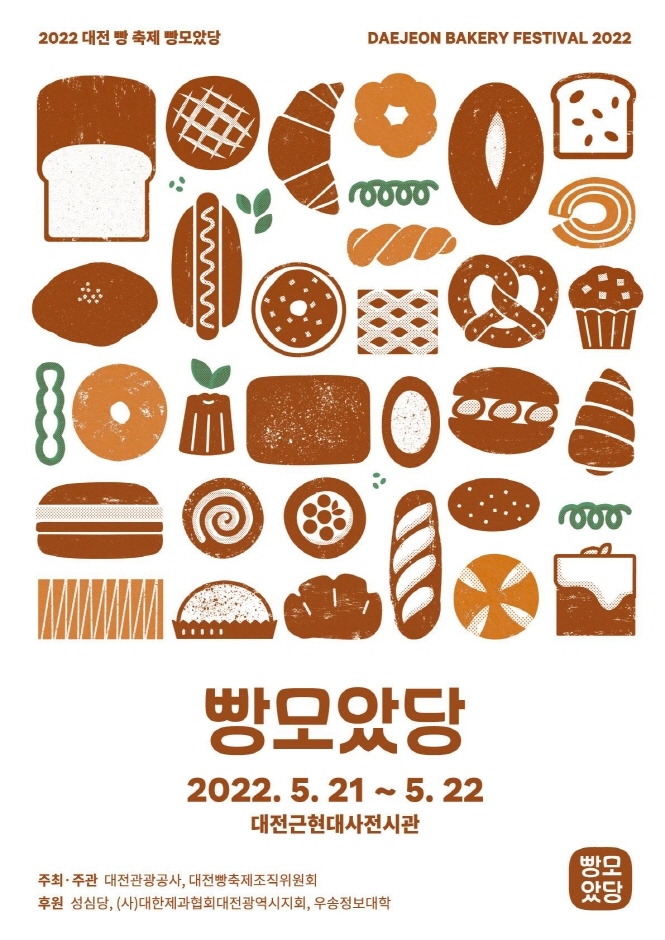 2022 대전 빵 축제 빵모았당
DAEJEON BAKERY FESTIVAL 2022
빵모았당
2022. 5. 21 ~ 5. 22
대전근현대사전시관
주최·주관 대전관광공사, 대전빵축제조직위원회
후원 성심당, (사)대한제과협회대전광역시지회, 우송정보대학
빵모
았당